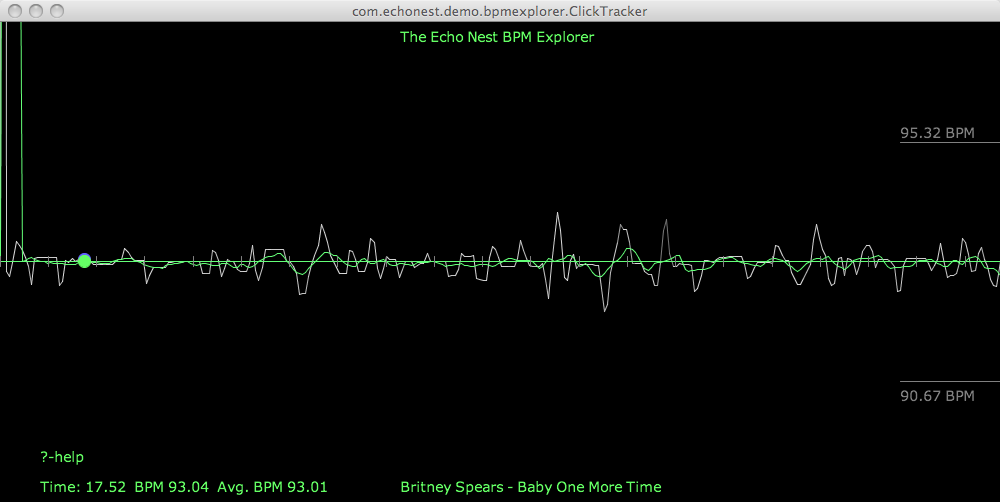 com.echonest.demo.bpmexplorer.ClickTracker
The Echo Nest BPM Explorer
95.32 BPM
90.67 BPM
?-help
Time: 17.52 BPM 93.04 Avg. BPM 93.01 Britney Spears - Baby One More Time